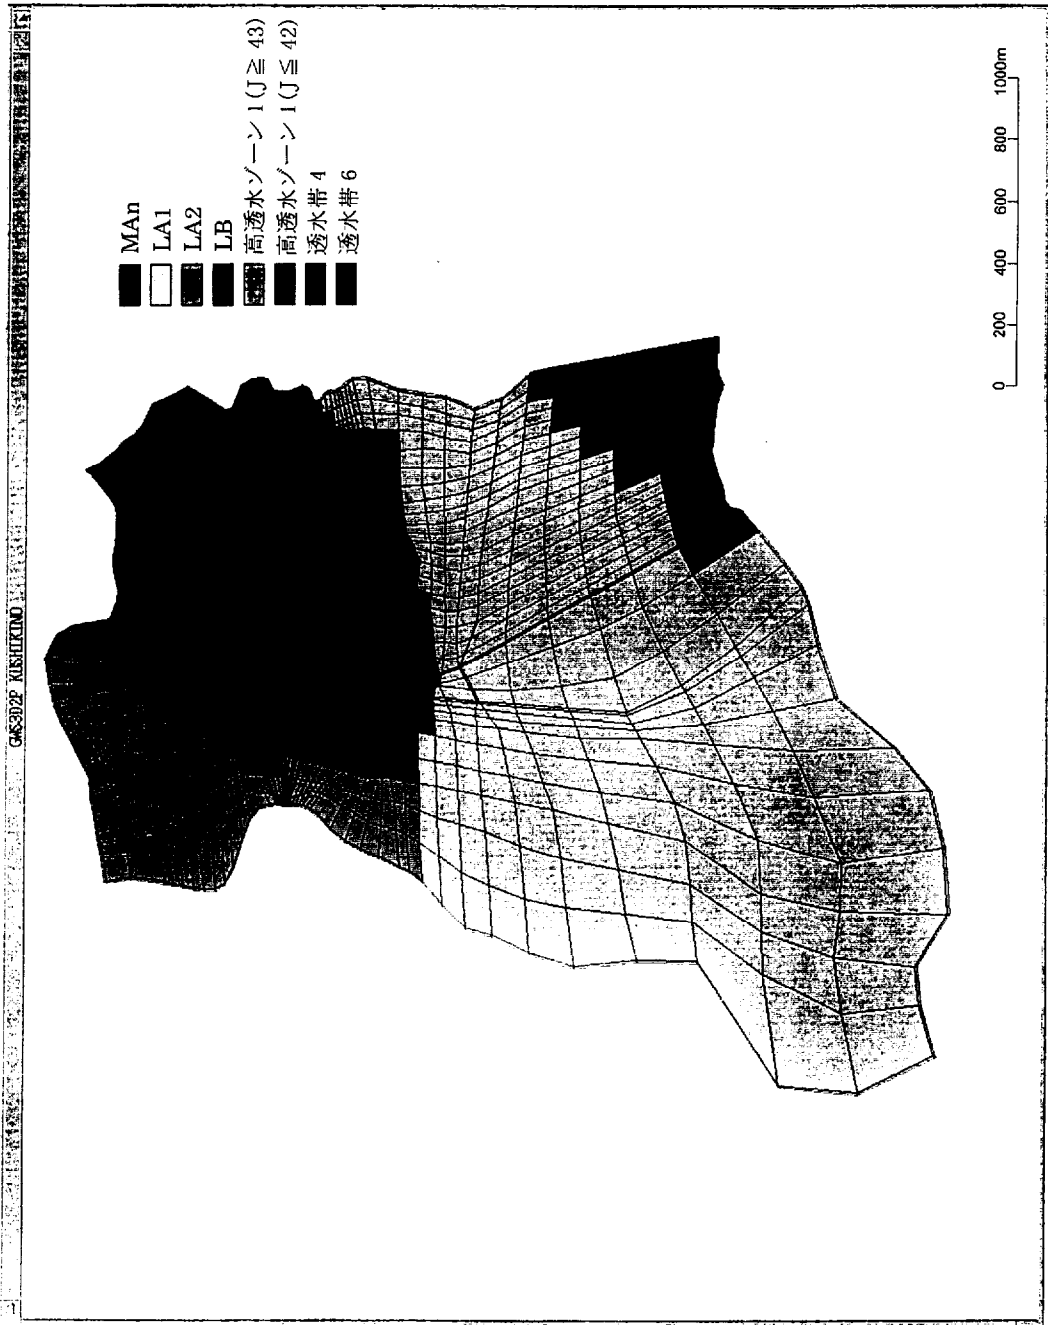 GWS3D2P KUSHIKINO
MAn
LA1
LA2
LB
高透水ゾーン 1(J ≧ 43)
高透水ゾーン 1(J ≦ 42)
透水帯 4
透水帯 6
0 200 400 600 800 1000m